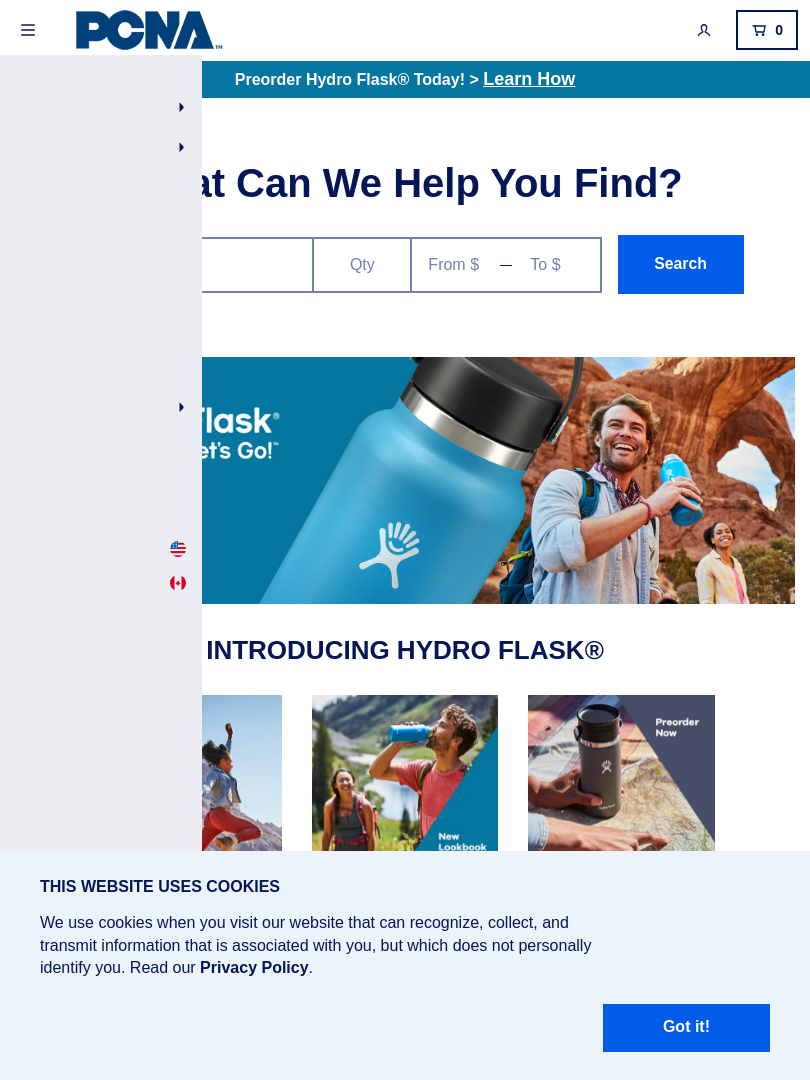 PCNA™
0
Preorder Hydro Flask® Today! > Learn How
at Can We Help You Find?
Qty
From $
To $
Search
Flask®
et's Go!™
INTRODUCING HYDRO FLASK®
New
Lookbook
Preorder
Now
THIS WEBSITE USES COOKIES
We use cookies when you visit our website that can recognize, collect, and
transmit information that is associated with you, but which does not personally
identify you. Read our Privacy Policy.
Got it!